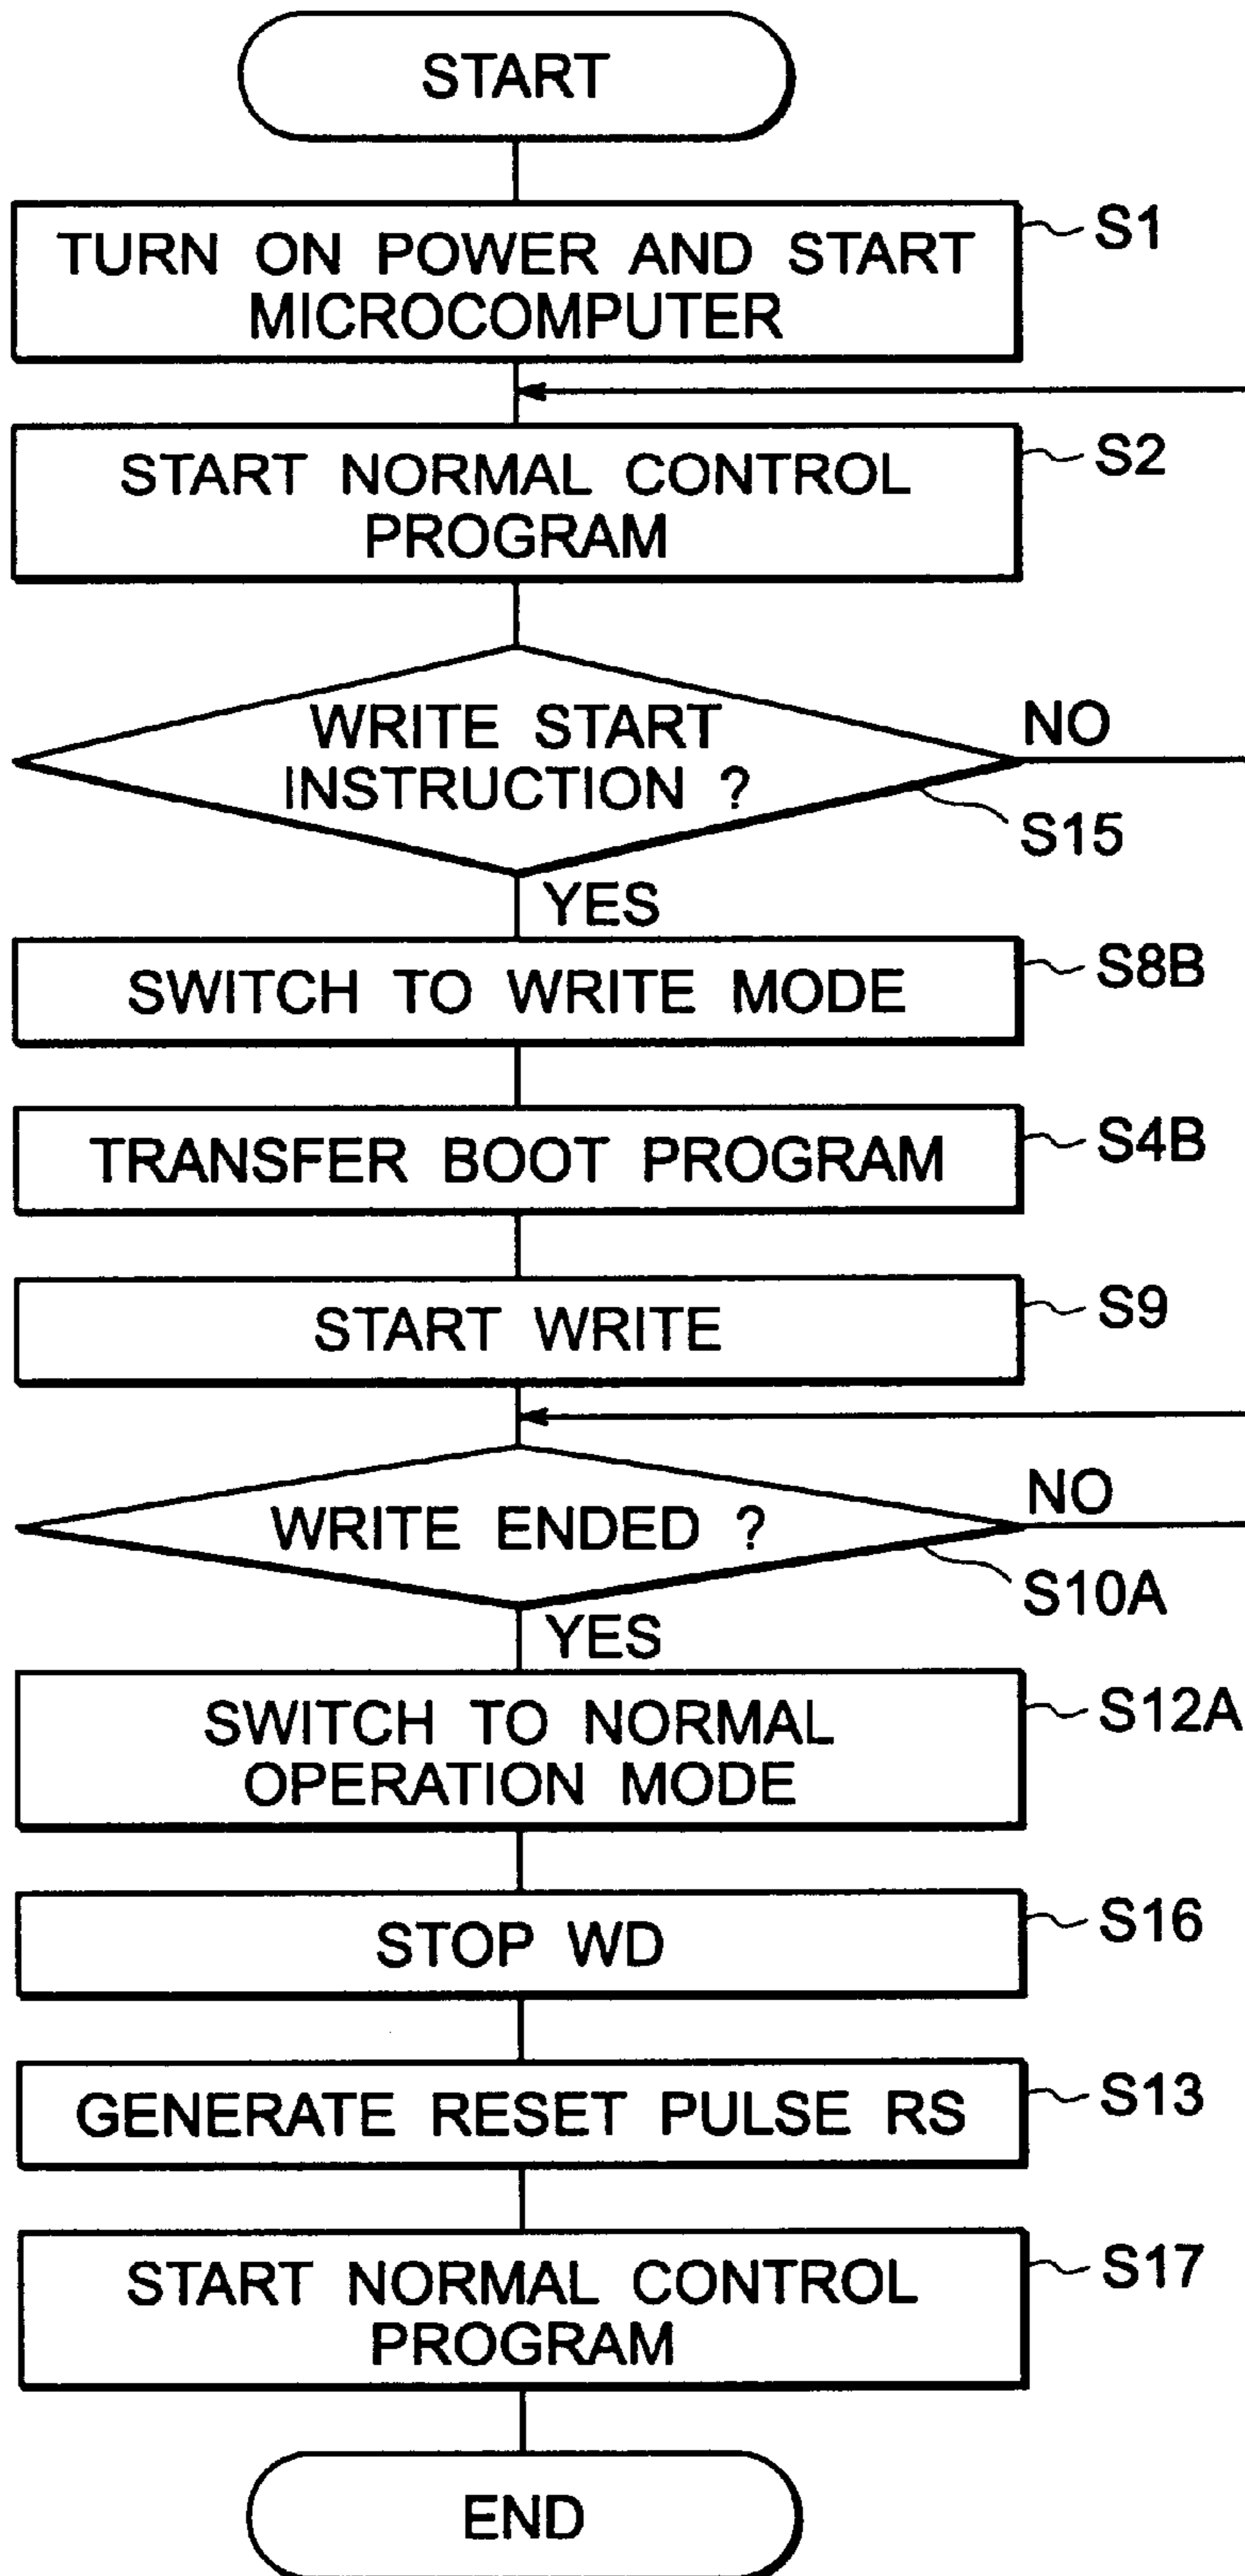 START
TURN ON POWER AND START
MICROCOMPUTER
S1
START NORMAL CONTROL
PROGRAM
S2
WRITE START
INSTRUCTION ?
NO
S15
YES
SWITCH TO WRITE MODE
S8B
TRANSFER BOOT PROGRAM
S4B
START WRITE
S9
WRITE ENDED ?
NO
S10A
YES
SWITCH TO NORMAL
OPERATION MODE
S12A
STOP WD
S16
GENERATE RESET PULSE RS
S13
START NORMAL CONTROL
PROGRAM
S17
END